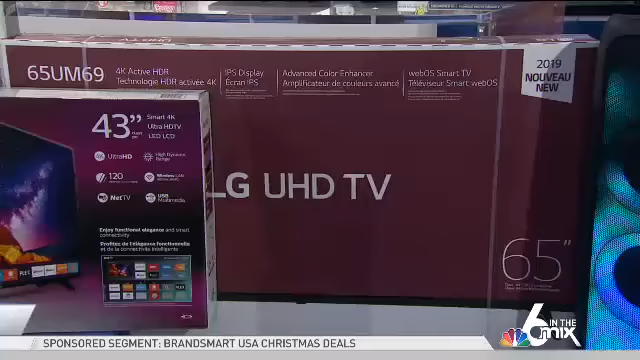 65UM69
4K Active HDR
Technologie HDR activée 4K
IPS Display
Écran IPS
Advanced Color Enhancer
Amplificateur de couleurs avancé
webOS Smart TV
Téléviseur Smart webOS
2019
NOUVEAU
NEW
43”
Smart 4K
Ultra HDTV
LED LCD
UltraHD
High Dynamic
Range
120
Wireless LAN
NetTV
USB
Multimedia
Enjoy functional elegance and smart
connectivity
Profitez de l'élégance fonctionnelle
et de la connectivité intelligente
LG UHD TV
65”
6 IN THE
mix
SPONSORED SEGMENT: BRANDSMART USA CHRISTMAS DEALS